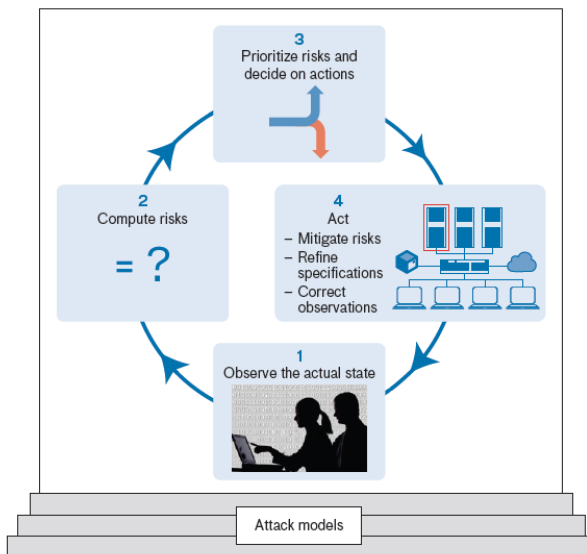 3
Prioritize risks and
decide on actions
2
Compute risks
= ?
4
Act
– Mitigate risks
– Refine
specifications
– Correct
observations
1
Observe the actual state
Attack models